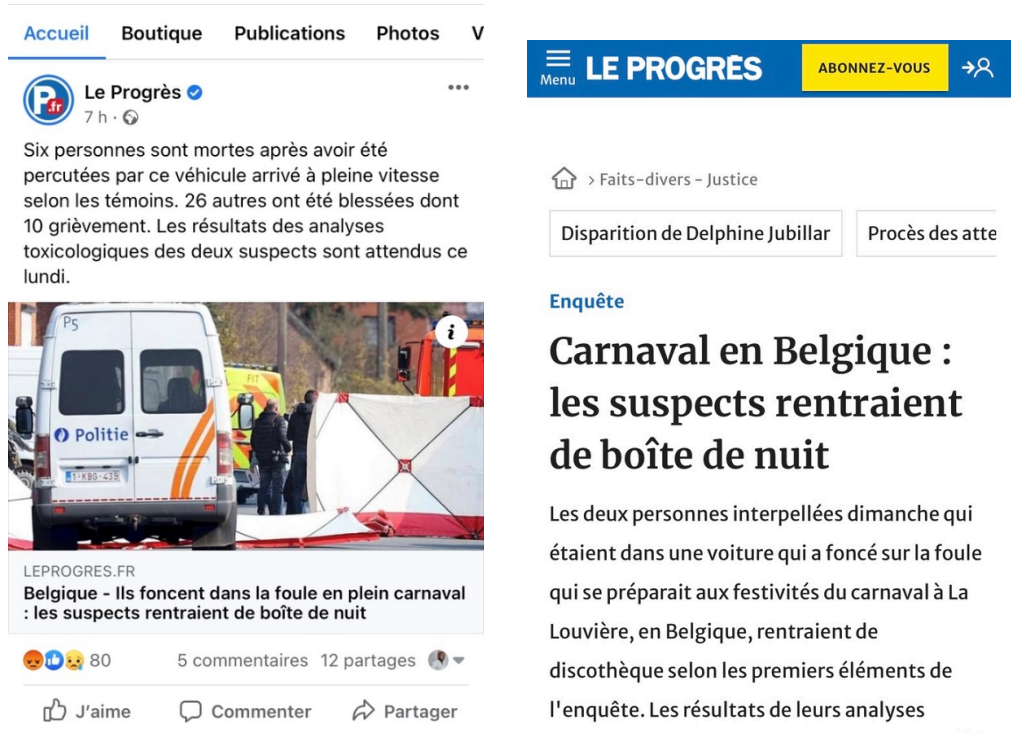 Accueil Boutique Publications Photos V
P.fr
Le Progrès
7 h
Six personnes sont mortes après avoir été
percutées par ce véhicule arrivé à pleine vitesse
selon les témoins. 26 autres ont été blessées dont
10 grièvement. Les résultats des analyses
toxicologiques des deux suspects sont attendus ce
lundi.
P5
i
FIT
Politie
1-KBG-439
LEPROGRES.FR
Belgique - Ils foncent dans la foule en plein carnaval
: les suspects rentraient de boîte de nuit
80 5 commentaires 12 partages
J'aime Commenter Partager
Menu LE PROGRÈS ABONNEZ-VOUS
> Faits-divers - Justice
Disparition de Delphine Jubillar Procès des atte
Enquête
Carnaval en Belgique :
les suspects rentraient
de boîte de nuit
Les deux personnes interpellées dimanche qui
étaient dans une voiture qui a foncé sur la foule
qui se préparait aux festivités du carnaval à La
Louvière, en Belgique, rentraient de
discothèque selon les premiers éléments de
l'enquête. Les résultats de leurs analyses